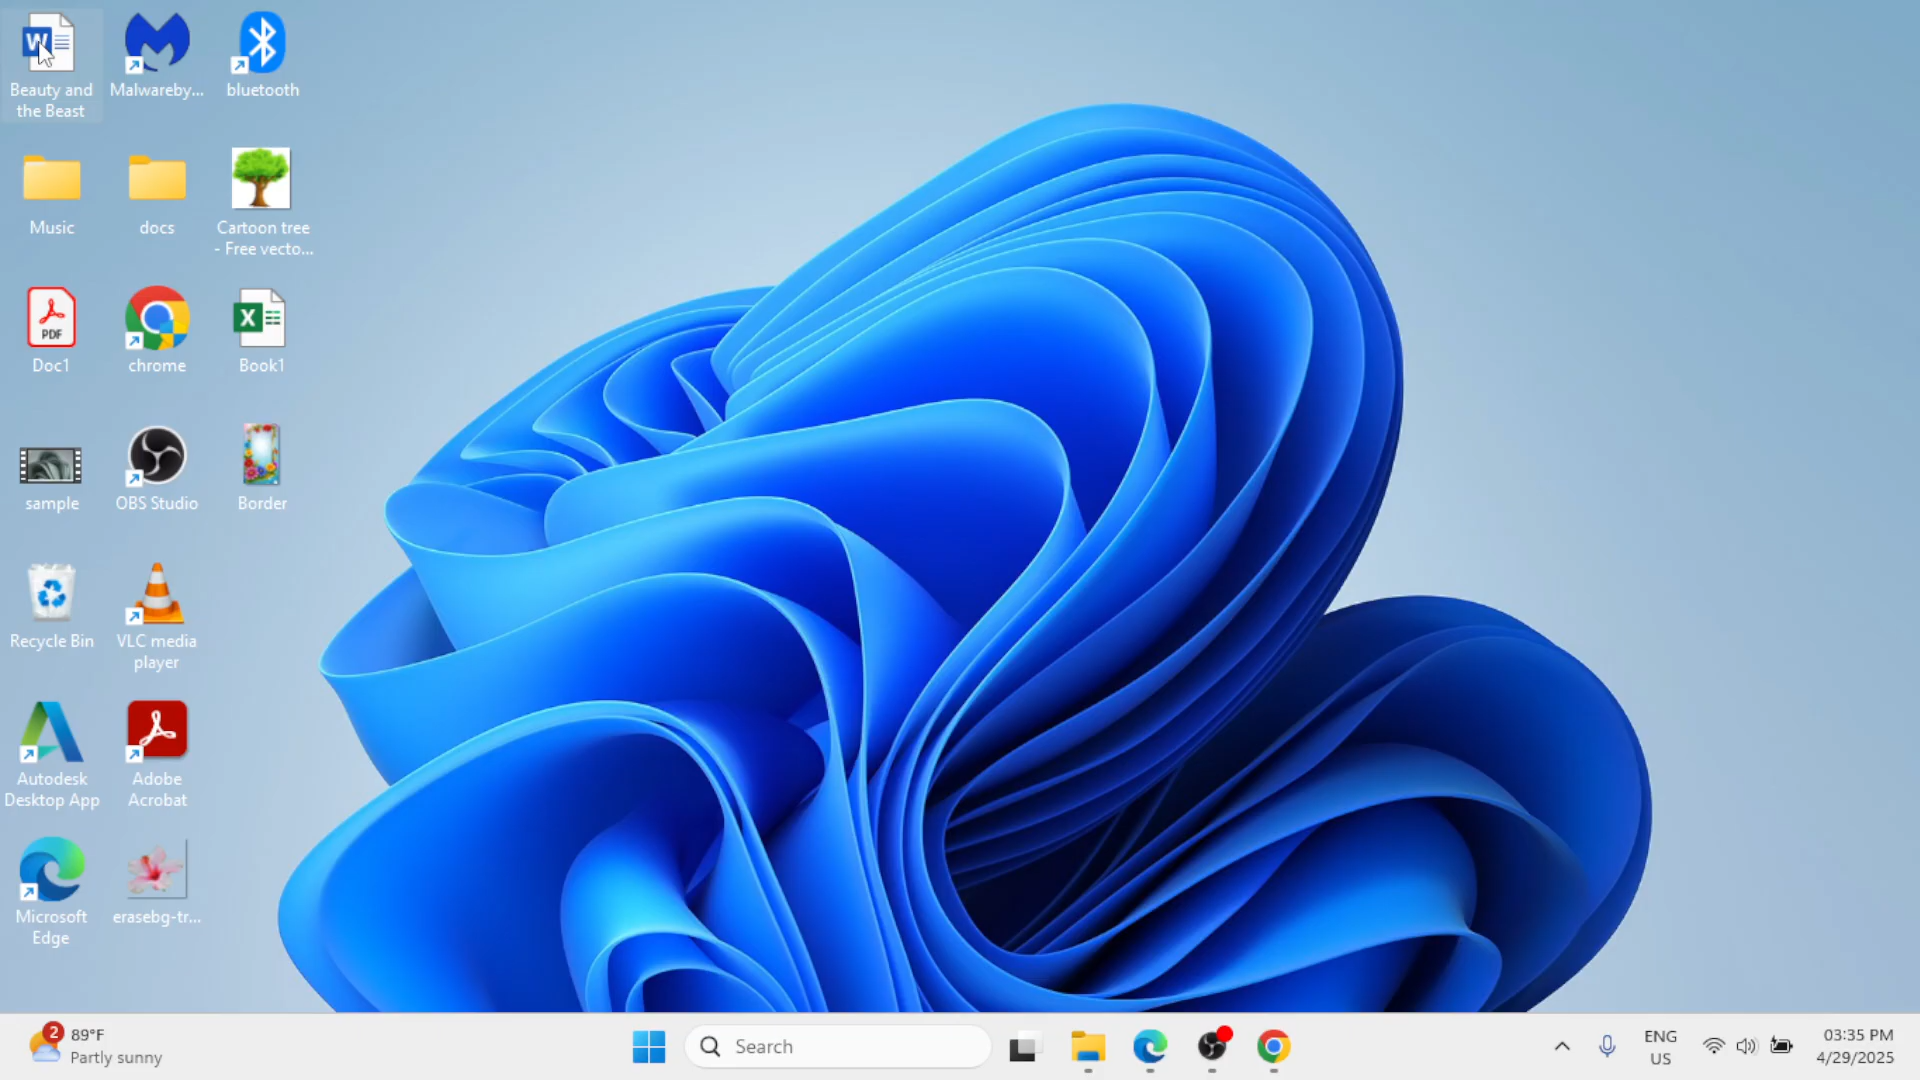 W
Beauty and
the Beast
Malwareby...
bluetooth
Music
docs
Cartoon tree
- Free vecto...
PDF
Doc1
chrome
X
Book1
sample
OBS Studio
Border
Recycle Bin
VLC media
player
Autodesk
Desktop App
Adobe
Acrobat
Microsoft
Edge
erasebg-tr...
2
89°F
Partly sunny
Search
ENG
US
03:35 PM
4/29/2025